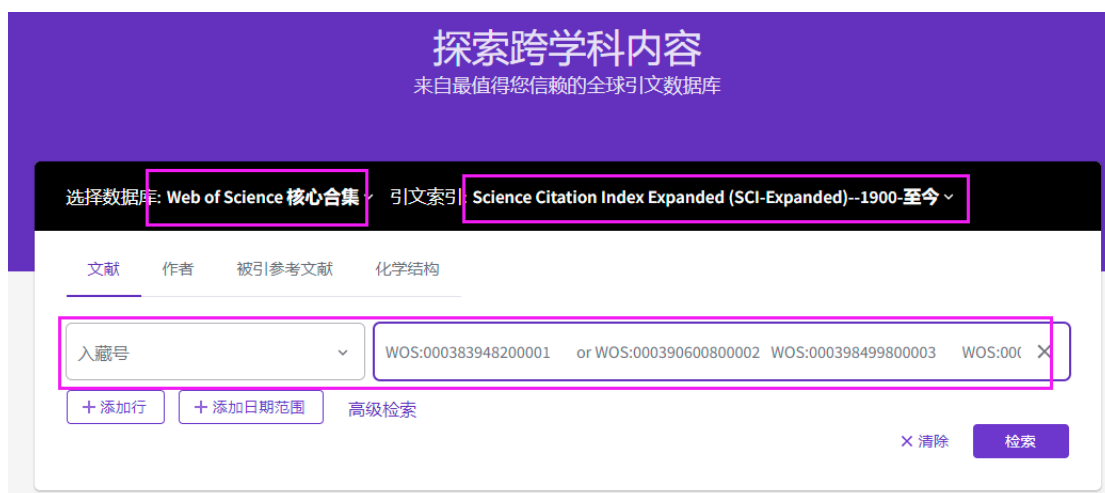 探索跨学科内容
来自最值得您信赖的全球引文数据库
选择数据库: Web of Science 核心合集 引文索引: Science Citation Index Expanded (SCI-Expanded)--1900-至今
文献 作者 被引参考文献 化学结构
入藏号 WOS:000383948200001 or WOS:000390600800002 WOS:000398499800003 WOS:00
+ 添加行 + 添加日期范围 高级检索
× 清除 检索